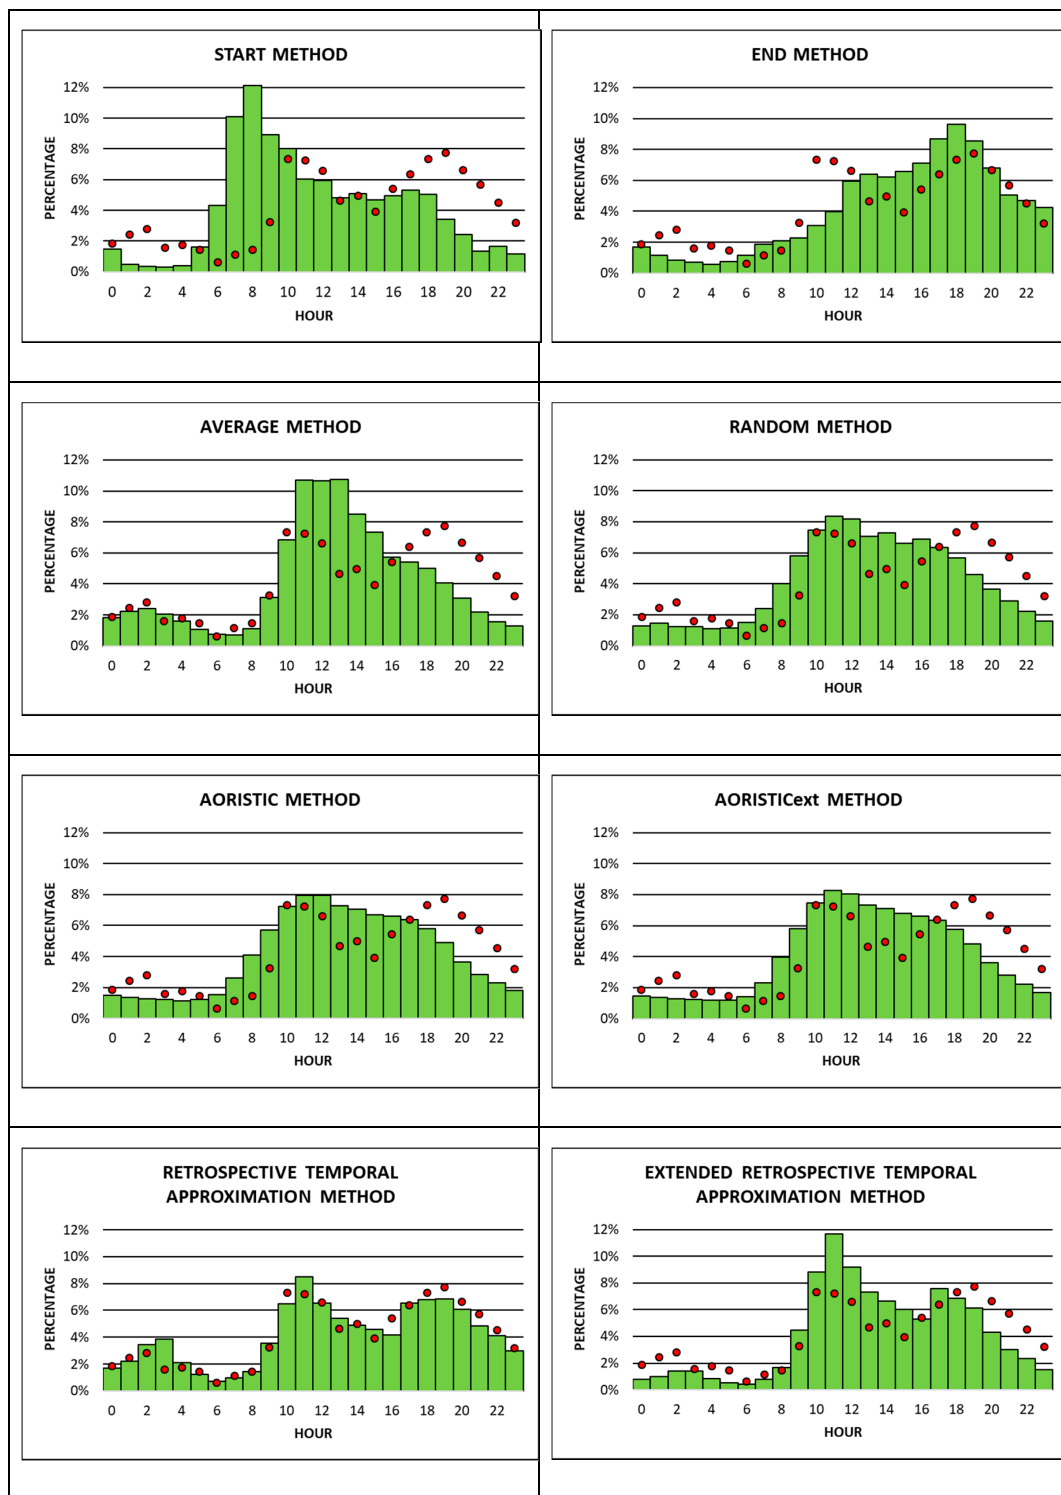 START METHOD
12%
10%
8%
6%
4%
2%
0%
PERCENTAGE
0 2 4 6 8 10 12 14 16 18 20 22
HOUR
END METHOD
12%
10%
8%
6%
4%
2%
0%
PERCENTAGE
0 2 4 6 8 10 12 14 16 18 20 22
HOUR
AVERAGE METHOD
12%
10%
8%
6%
4%
2%
0%
PERCENTAGE
0 2 4 6 8 10 12 14 16 18 20 22
HOUR
RANDOM METHOD
12%
10%
8%
6%
4%
2%
0%
PERCENTAGE
0 2 4 6 8 10 12 14 16 18 20 22
HOUR
AORISTIC METHOD
12%
10%
8%
6%
4%
2%
0%
PERCENTAGE
0 2 4 6 8 10 12 14 16 18 20 22
HOUR
AORISTICext METHOD
12%
10%
8%
6%
4%
2%
0%
PERCENTAGE
0 2 4 6 8 10 12 14 16 18 20 22
HOUR
RETROSPECTIVE TEMPORAL
APPROXIMATION METHOD
12%
10%
8%
6%
4%
2%
0%
PERCENTAGE
0 2 4 6 8 10 12 14 16 18 20 22
HOUR
EXTENDED RETROSPECTIVE TEMPORAL
APPROXIMATION METHOD
12%
10%
8%
6%
4%
2%
0%
PERCENTAGE
0 2 4 6 8 10 12 14 16 18 20 22
HOUR